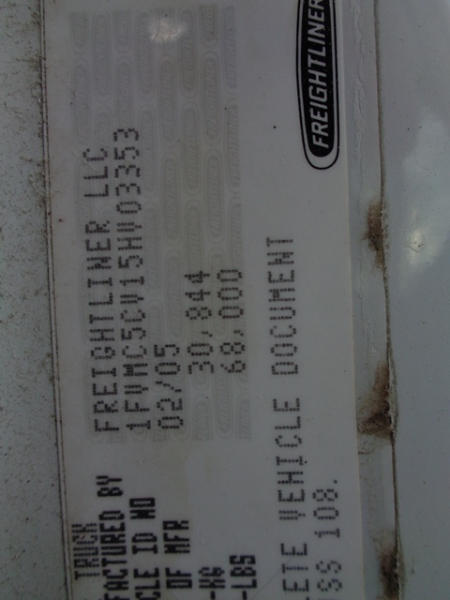 TRUCK
FACTURED BY FREIGHTLINER LLC
CLE ID NO 1FVMC5CV15HV03353
OF MFR 02/05
-KG 30,844
-LBS 68,000
ETE VEHICLE DOCUMENT
SS 108.
FREIGHTLINER